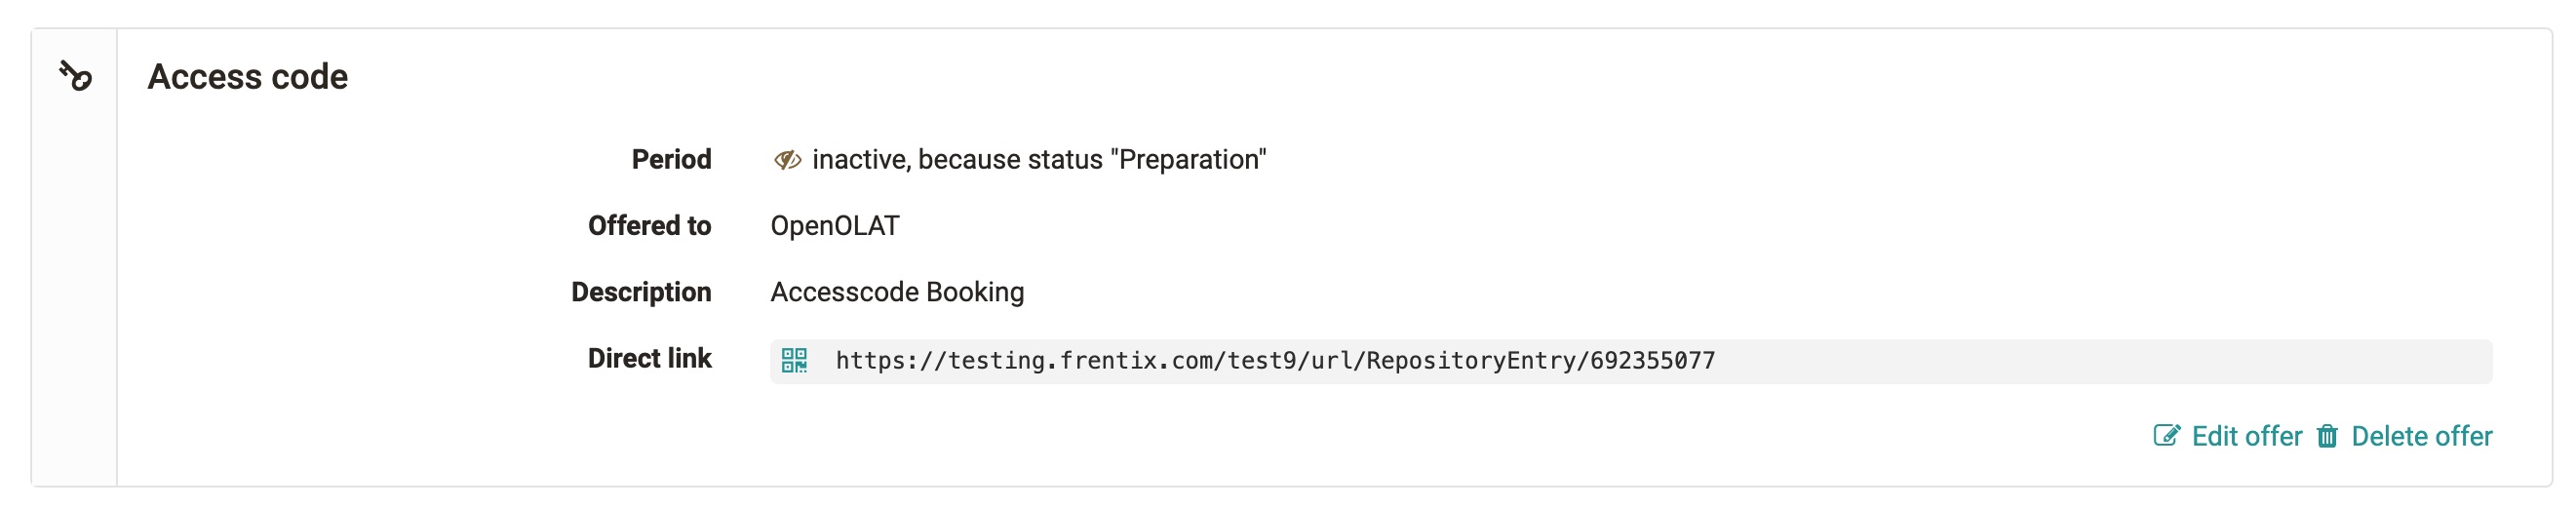 Access code
Period inactive, because status "Preparation"
Offered to OpenOLAT
Description Accesscode Booking
Direct link https://testing.frentix.com/test9/url/RepositoryEntry/692355077
Edit offer Delete offer